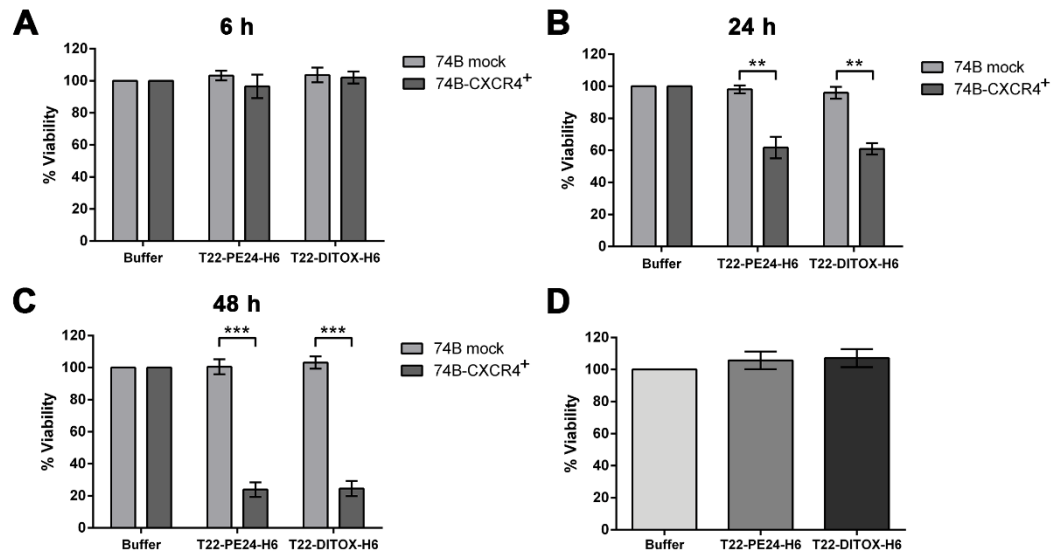 A
6 h
120
100
80
60
40
20
0
% Viability
Buffer
T22-PE24-H6
T22-DITOX-H6
74B mock
74B-CXCR4+
B
24 h
120
100
80
60
40
20
0
% Viability
**
**
Buffer
T22-PE24-H6
T22-DITOX-H6
74B mock
74B-CXCR4+
C
48 h
120
100
80
60
40
20
0
% Viability
***
***
Buffer
T22-PE24-H6
T22-DITOX-H6
74B mock
74B-CXCR4+
D
120
100
80
60
40
20
0
% Viability
Buffer
T22-PE24-H6
T22-DITOX-H6